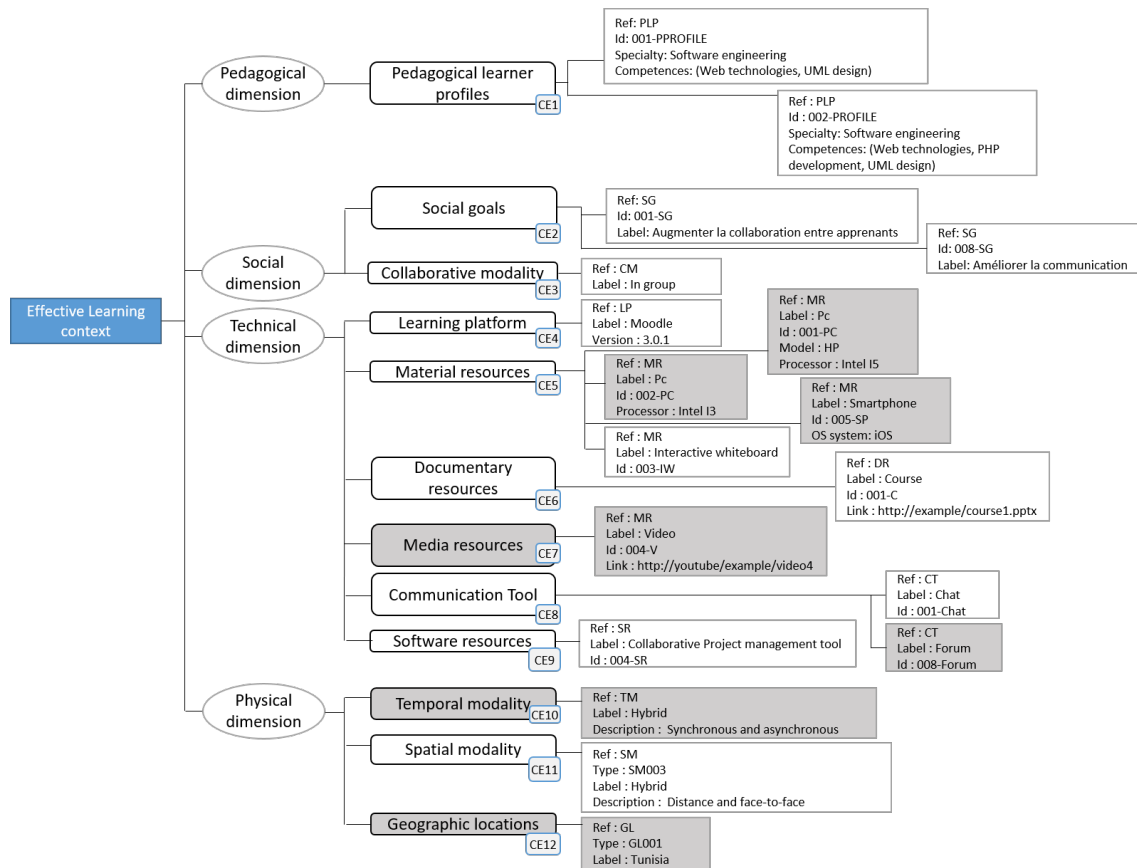 Effective Learning
context
Pedagogical
dimension
Pedagogical learner
profiles
CE1
Ref: PLP
Id: 001-PPROFILE
Specialty: Software engineering
Competences: (Web technologies, UML design)
Ref : PLP
Id : 002-PROFILE
Specialty: Software engineering
Competences: (Web technologies, PHP
development, UML design)
Social
dimension
Social goals
CE2
Ref: SG
Id: 001-SG
Label: Augmenter la collaboration entre apprenants
Ref: SG
Id: 008-SG
Label: Améliorer la communication
Collaborative modality
CE3
Ref : CM
Label : In group
Technical
dimension
Learning platform
CE4
Ref : LP
Label : Moodle
Version : 3.0.1
Material resources
CE5
Ref : MR
Label : Pc
Id : 001-PC
Model : HP
Processor : Intel I5
Ref : MR
Label : Pc
Id : 002-PC
Processor : Intel I3
Ref : MR
Label : Smartphone
Id : 005-SP
OS system: iOS
Ref : MR
Label : Interactive whiteboard
Id : 003-IW
Documentary
resources
CE6
Ref : DR
Label : Course
Id : 001-C
Link : http://example/course1.pptx
Media resources
CE7
Ref : MR
Label : Video
Id : 004-V
Link : http://youtube/example/video4
Communication Tool
CE8
Ref : CT
Label : Chat
Id : 001-Chat
Ref : CT
Label : Forum
Id : 008-Forum
Software resources
CE9
Ref : SR
Label : Collaborative Project management tool
Id : 004-SR
Physical
dimension
Temporal modality
CE10
Ref : TM
Label : Hybrid
Description : Synchronous and asynchronous
Spatial modality
CE11
Ref : SM
Type : SM003
Label : Hybrid
Description : Distance and face-to-face
Geographic locations
CE12
Ref : GL
Type : GL001
Label : Tunisia